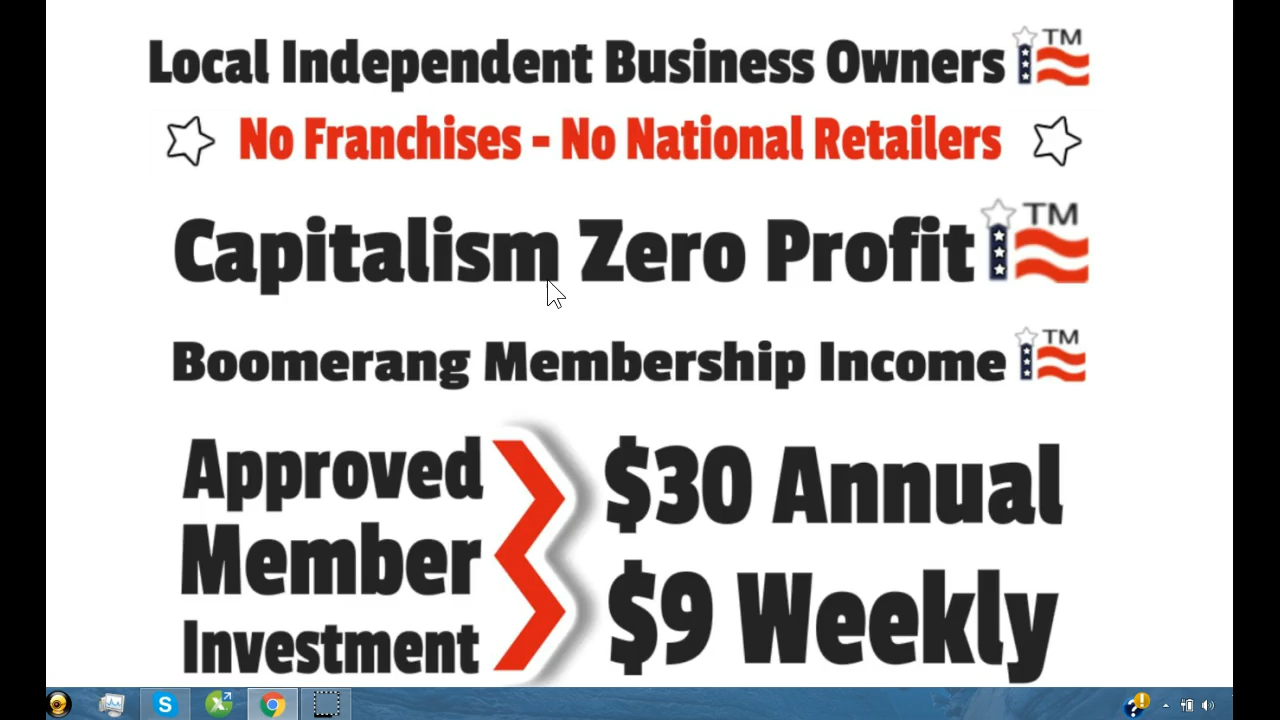 Local Independent Business Owners TM
No Franchises - No National Retailers
Capitalism Zero Profit TM
Boomerang Membership Income TM
Approved
Member
Investment
$30 Annual
$9 Weekly